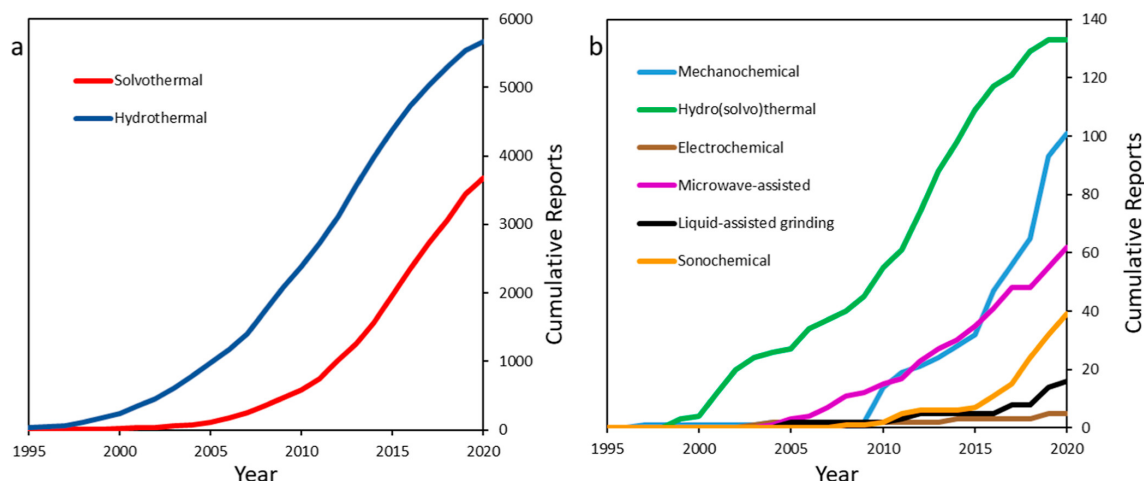 a
Solvothermal
Hydrothermal
6000
5000
4000
3000
2000
1000
0
Cumulative Reports
1995 2000 2005 2010 2015 2020
Year
b
Mechanochemical
Hydro(solvo)thermal
Electrochemical
Microwave-assisted
Liquid-assisted grinding
Sonochemical
140
120
100
80
60
40
20
0
Cumulative Reports
1995 2000 2005 2010 2015 2020
Year